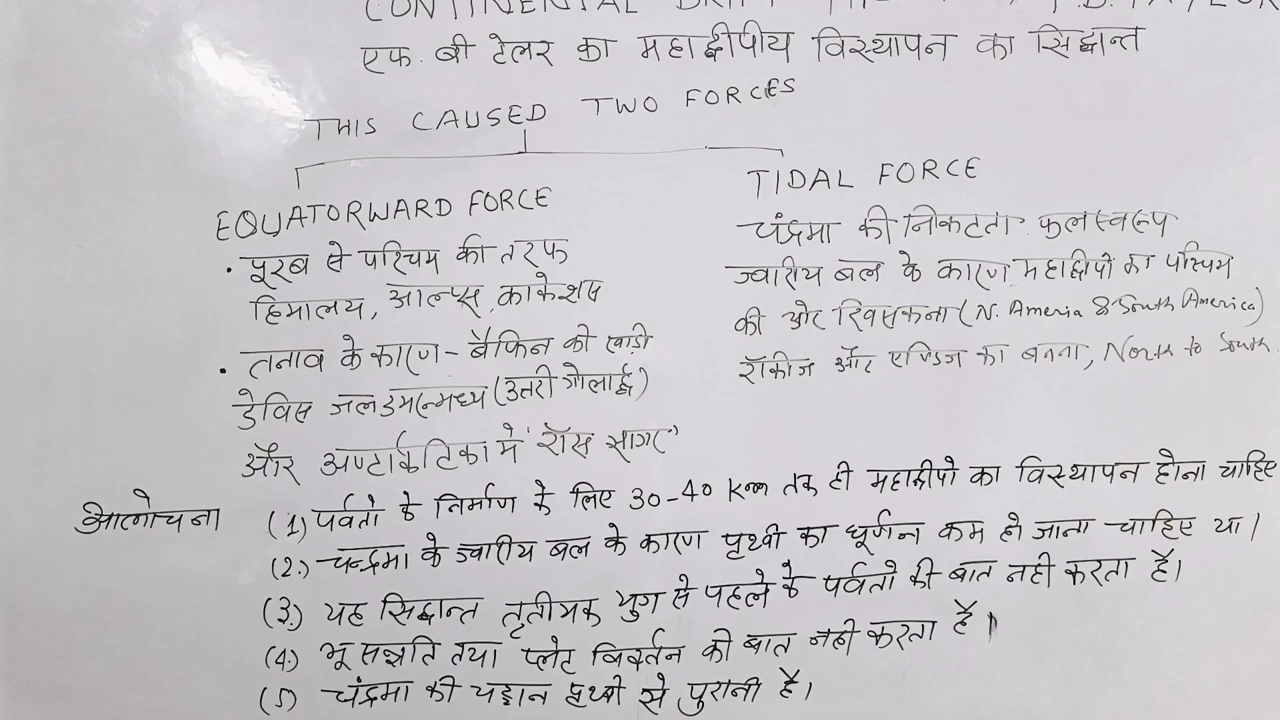 CONTINENTAL DRIFT
एफ. बी टेलर का महाद्वीपीय विस्थापन का सिद्धान्त
THIS CAUSED TWO FORCES
EQUATORWARD FORCE
• पूरब से पश्चिम की तरफ
हिमालय, आल्प्स, काकेशस
• तनाव के कारण - बैफिन की खाड़ी
डेविस जलडमरुमध्य (उत्तरी गोलार्द्ध)
और अण्टार्कटिका में 'रॉस सागर'
TIDAL FORCE
चंद्रमा की निकटता फलस्वरूप
ज्वारीय बल के कारण महाद्वीपों का पश्चिम
की ओर खिसकना (N. America & South America)
रॉकीज और एण्डिज का बनना, North to South.
आलोचना
(1) पर्वतों के निर्माण के लिए 30-40 km तक ही महाद्वीपो का विस्थापन होना चाहिए
(2.) चन्द्रमा के ज्वारीय बल के कारण पृथ्वी का घूर्णन कम हो जाना चाहिए था।
(3.) यह सिद्धान्त तृतीयक युग से पहले के पर्वतो की बात नही करता है।
(4.) भू सन्नति तथा प्लेट विवर्तन की बात नही करता है।
(5) चंद्रमा की चट्टान पृथ्वी से पुरानी है।